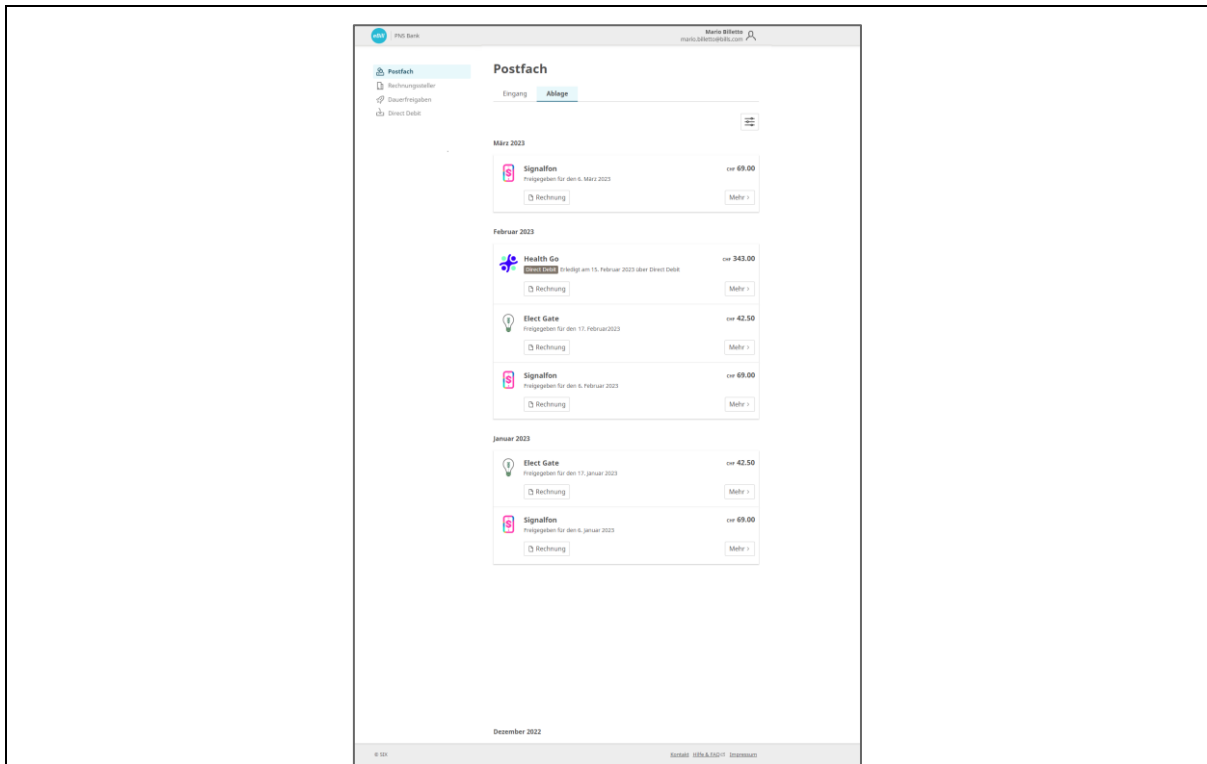 eBill
PNS Bank
Mario Billetto
mario.billetto@billc.com
Postfach
Rechnungssteller
Dauerfreigaben
Direct Debit
Postfach
Eingang Ablage
März 2023
Signalfon
CHF 69.00
Freigegeben für den 6. März 2023
Rechnung
Mehr
Februar 2023
Health Go
CHF 343.00
Direct Debit Erledigt am 15. Februar 2023 über Direct Debit
Rechnung
Mehr
Elect Gate
CHF 42.50
Freigegeben für den 17. Februar2023
Rechnung
Mehr
Signalfon
CHF 69.00
Freigegeben für den 6. Februar 2023
Rechnung
Mehr
Januar 2023
Elect Gate
CHF 42.50
Freigegeben für den 17. Januar 2023
Rechnung
Mehr
Signalfon
CHF 69.00
Freigegeben für den 6. Januar 2023
Rechnung
Mehr
Dezember 2022
© SIX
Kontakt Hilfe & FAQ Impressum